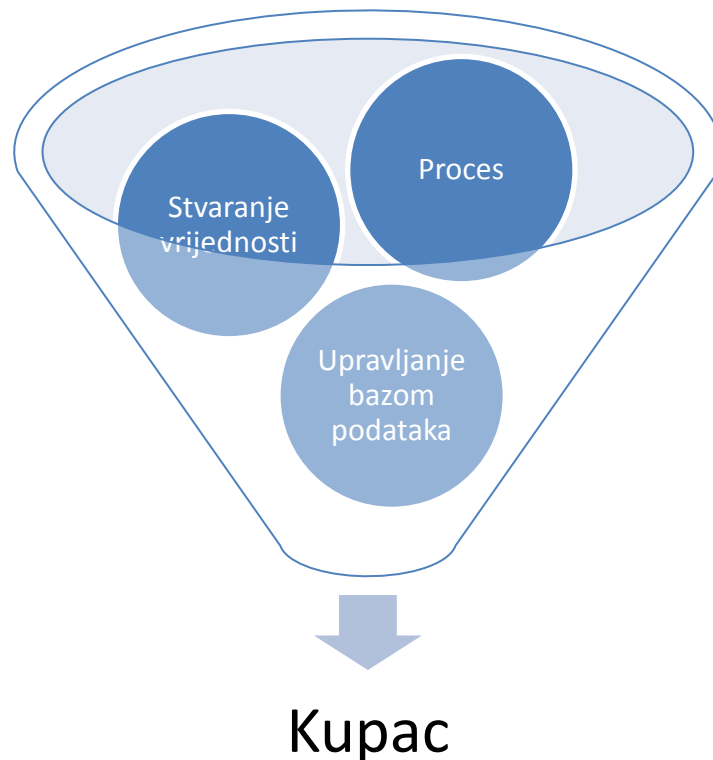 Proces
Stvaranje
vrijednosti
Upravljanje
bazom
podataka
Kupac